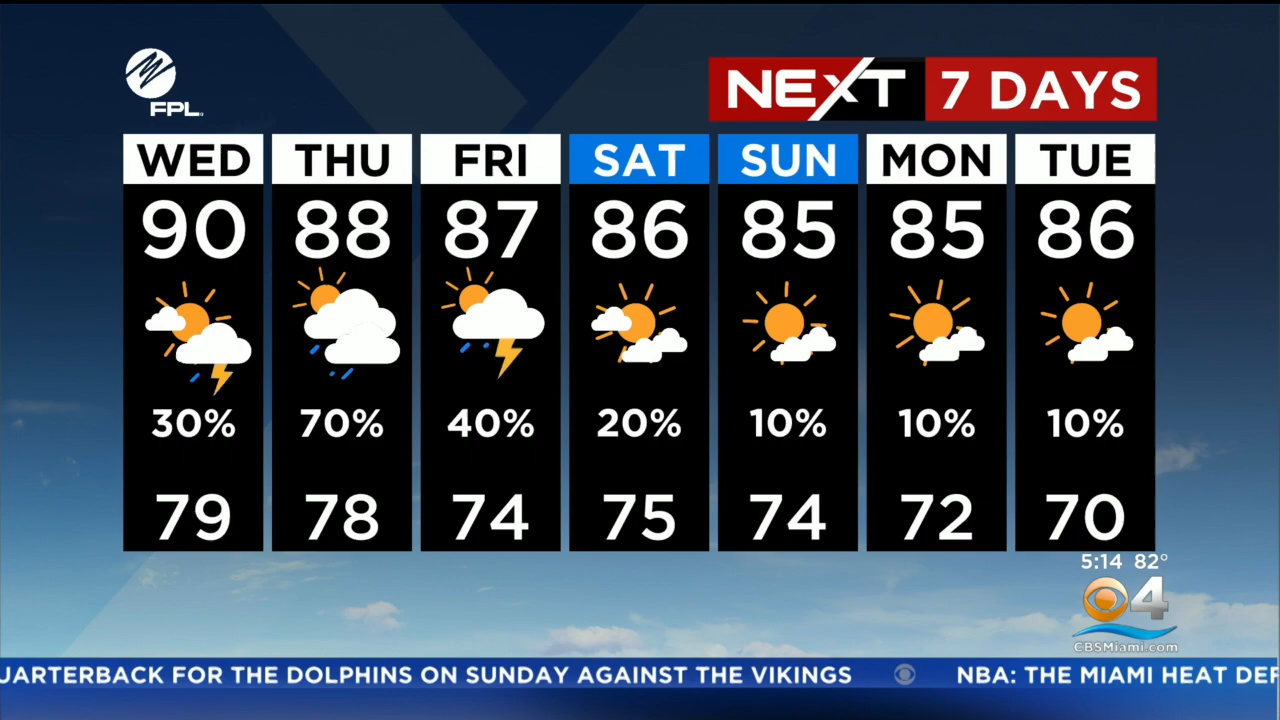 FPL
NEXT 7 DAYS
WED THU FRI SAT SUN MON TUE
90 88 87 86 85 85 86
30% 70% 40% 20% 10% 10% 10%
79 78 74 75 74 72 70
5:14 82°
4
CBSMiami.com
UARTERBACK FOR THE DOLPHINS ON SUNDAY AGAINST THE VIKINGS NBA: THE MIAMI HEAT DEF